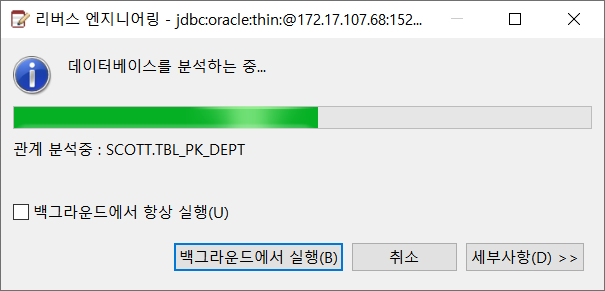 리버스 엔지니어링 - jdbc:oracle:thin:@172.17.107.68:152...
데이터베이스를 분석하는 중...
관계 분석중 : SCOTT.TBL_PK_DEPT
백그라운드에서 항상 실행(U)
백그라운드에서 실행(B) 취소 세부사항(D) >>